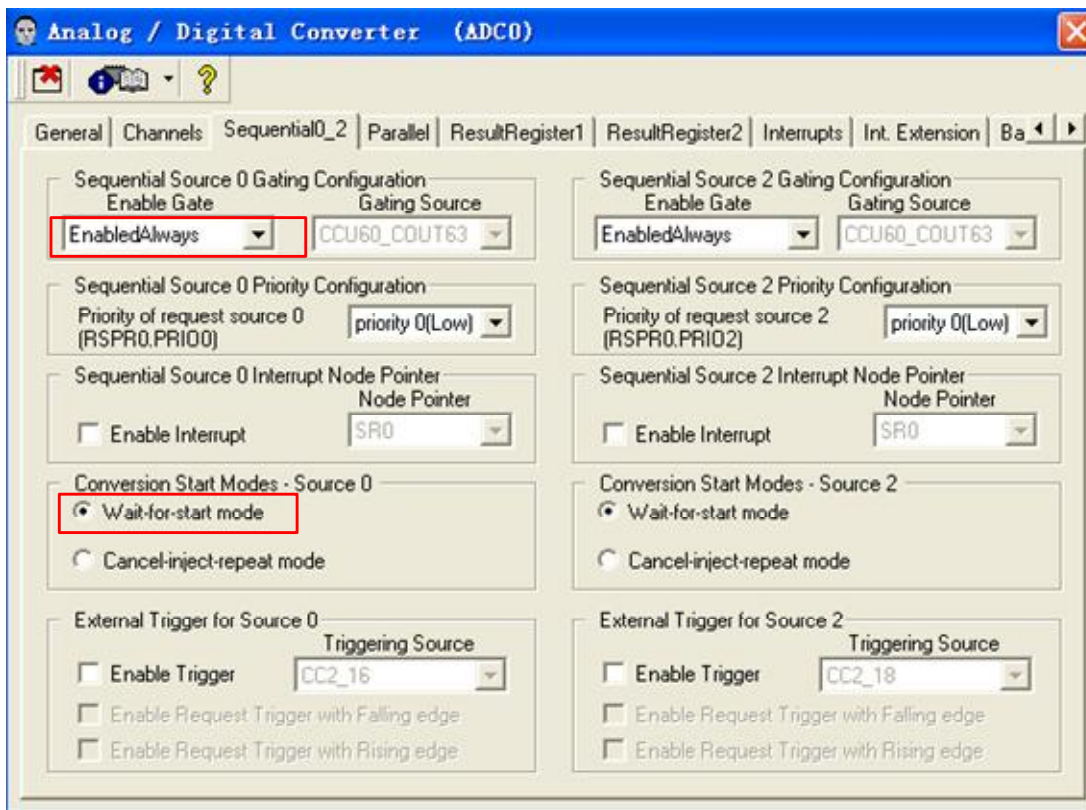 Analog / Digital Converter (ADC0)
General Channels Sequential0_2 Parallel ResultRegister1 ResultRegister2 Interrupts Int. Extension Ba
Sequential Source 0 Gating Configuration
Enable Gate Gating Source
EnabledAlways CCU60_COUT63
Sequential Source 0 Priority Configuration
Priority of request source 0
(RSPR0.PRIO0)
priority 0(Low)
Sequential Source 0 Interrupt Node Pointer
Node Pointer
Enable Interrupt SR0
Conversion Start Modes - Source 0
Wait-for-start mode
Cancel-inject-repeat mode
External Trigger for Source 0
Triggering Source
Enable Trigger CC2_16
Enable Request Trigger with Falling edge
Enable Request Trigger with Rising edge
Sequential Source 2 Gating Configuration
Enable Gate Gating Source
EnabledAlways CCU60_COUT63
Sequential Source 2 Priority Configuration
Priority of request source 2
(RSPR0.PRIO2)
priority 0(Low)
Sequential Source 2 Interrupt Node Pointer
Node Pointer
Enable Interrupt SR0
Conversion Start Modes - Source 2
Wait-for-start mode
Cancel-inject-repeat mode
External Trigger for Source 2
Triggering Source
Enable Trigger CC2_18
Enable Request Trigger with Falling edge
Enable Request Trigger with Rising edge